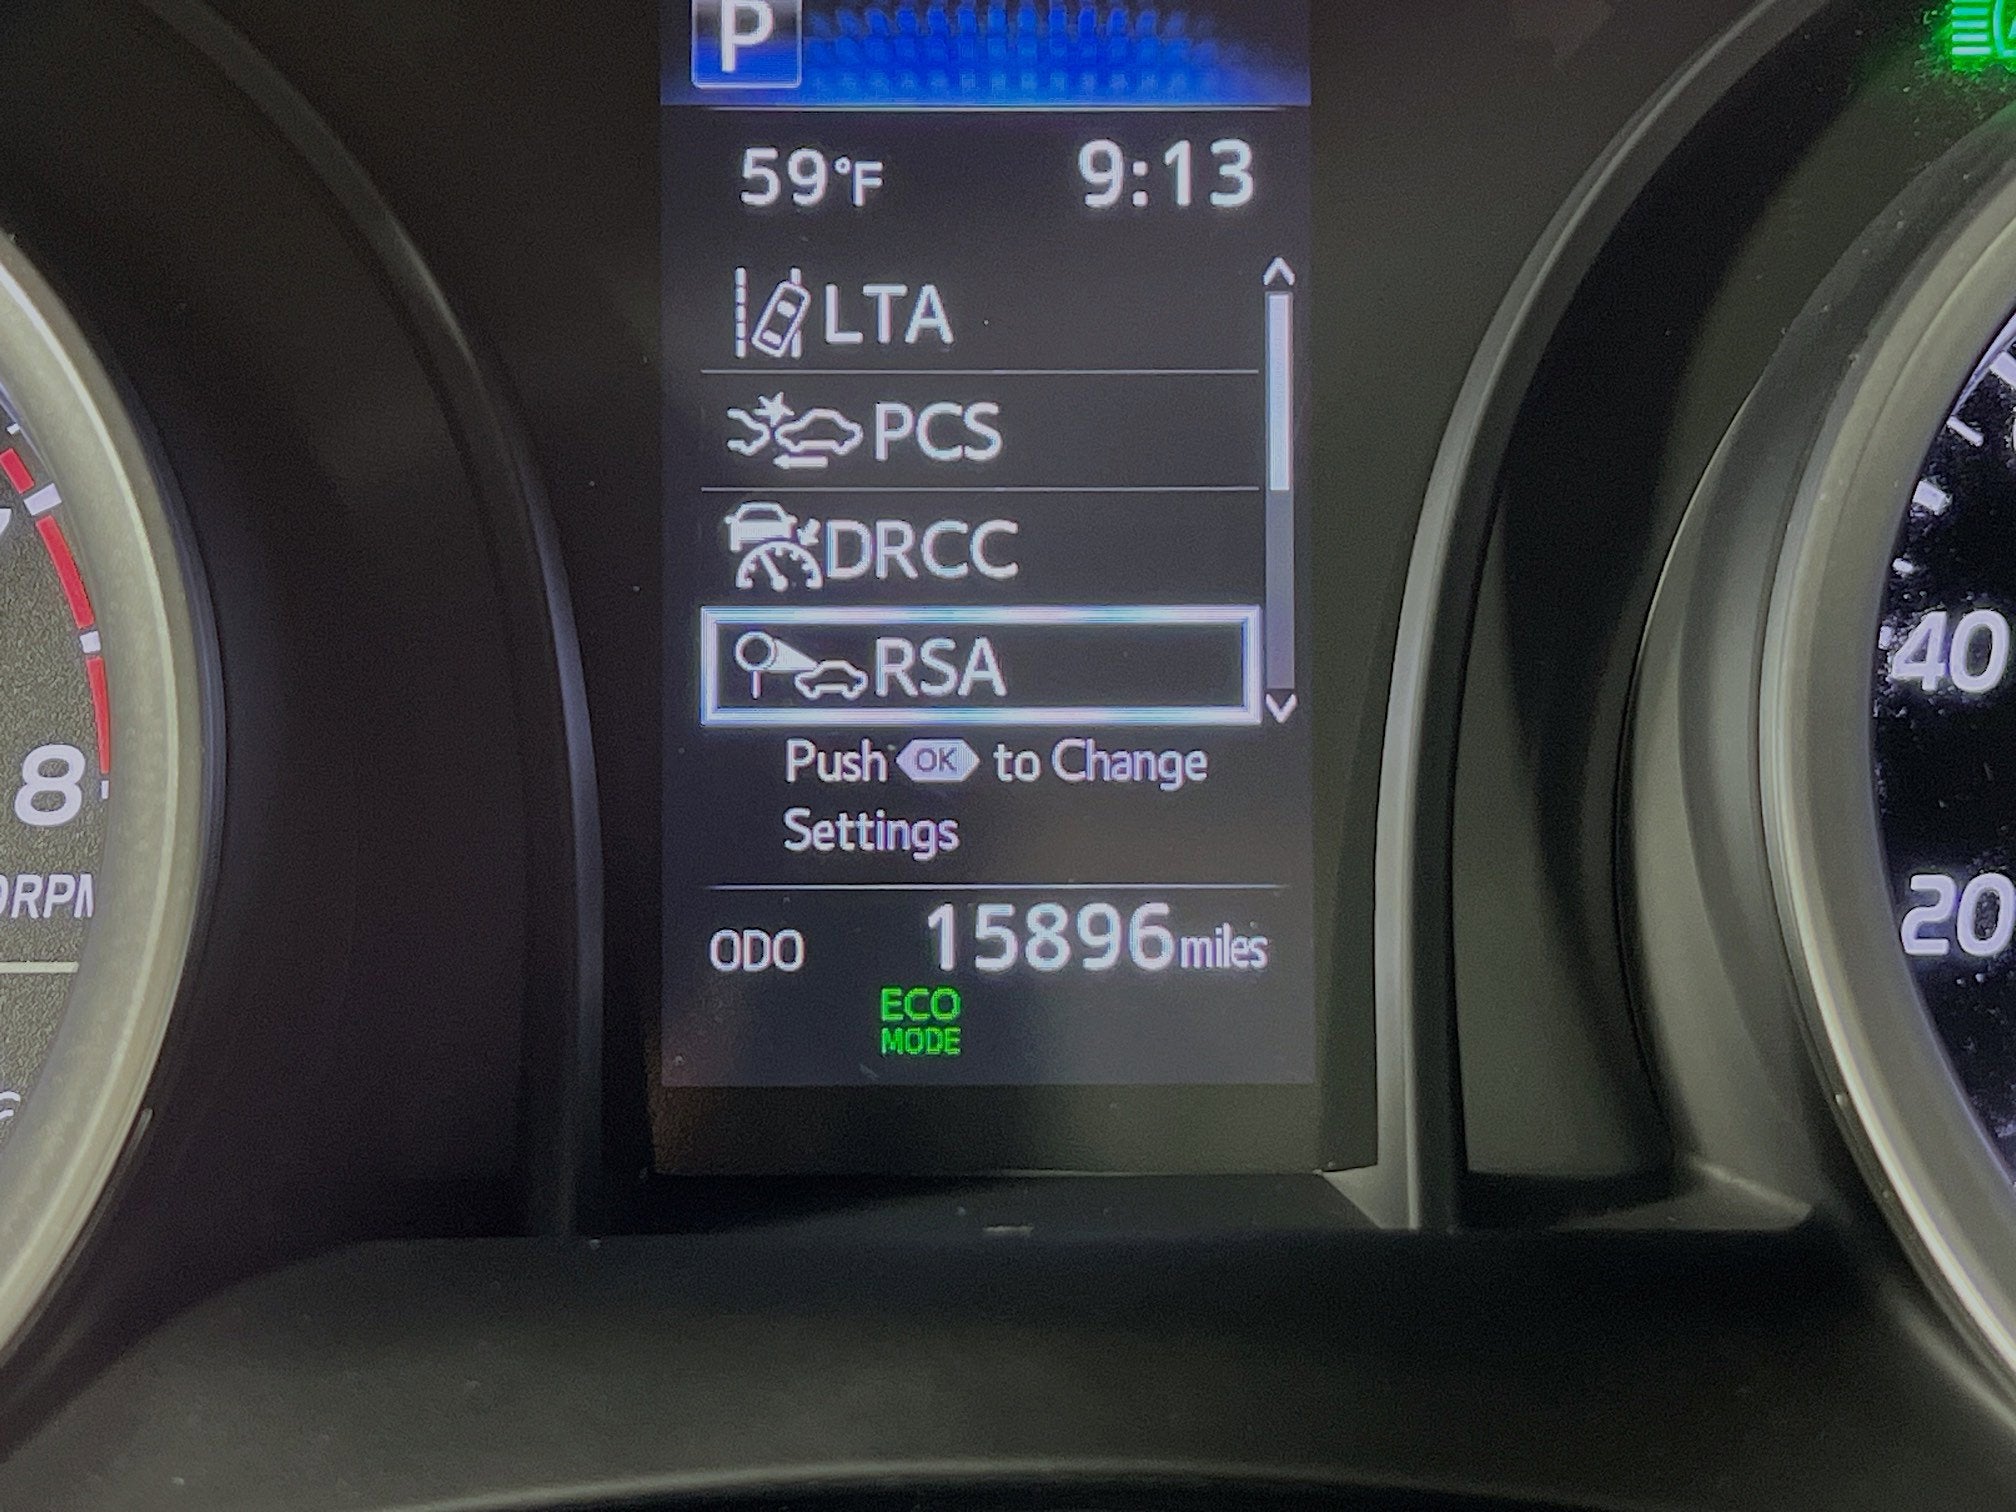 P
59°F 9:13
LTA
PCS
DRCC
RSA
Push OK to Change
Settings
ODO 15896 miles
ECO
MODE
8
40
20